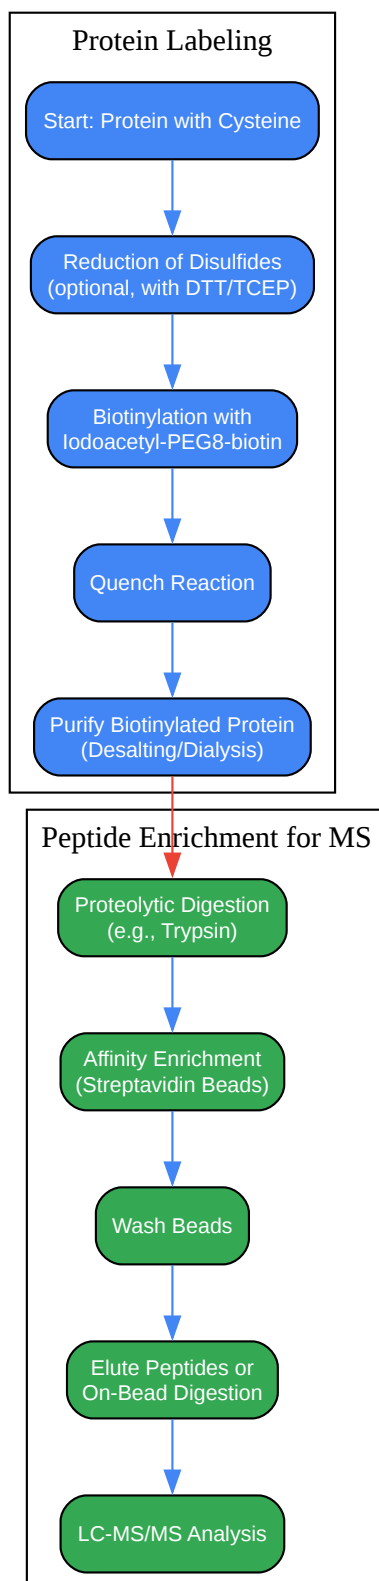 Protein Labeling
Start: Protein with Cysteine
Reduction of Disulfides
(optional, with DTT/TCEP)
Biotinylation with
Iodoacetyl-PEG8-biotin
Quench Reaction
Purify Biotinylated Protein
(Desalting/Dialysis)
Peptide Enrichment for MS
Proteolytic Digestion
(e.g., Trypsin)
Affinity Enrichment
(Streptavidin Beads)
Wash Beads
Elute Peptides or
On-Bead Digestion
LC-MS/MS Analysis